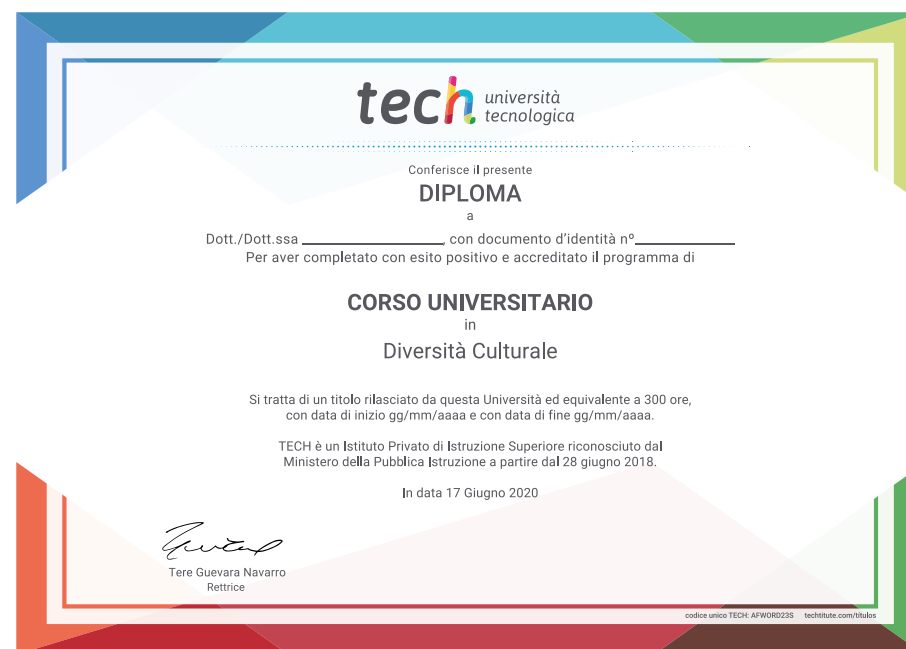 tech università
tecnologica
Conferisce il presente
DIPLOMA
a
Dott./Dott.ssa ____________________, con documento d'identità nº______________
Per aver completato con esito positivo e accreditato il programma di
CORSO UNIVERSITARIO
in
Diversità Culturale
Si tratta di un titolo rilasciato da questa Università ed equivalente a 300 ore,
con data di inizio gg/mm/aaaa e con data di fine gg/mm/aaaa.
TECH è un Istituto Privato di Istruzione Superiore riconosciuto dal
Ministero della Pubblica Istruzione a partire dal 28 giugno 2018.
In data 17 Giugno 2020
Tere Guevara Navarro
Rettrice
codice unico TECH: AFWORD23S techtitute.com/titulos